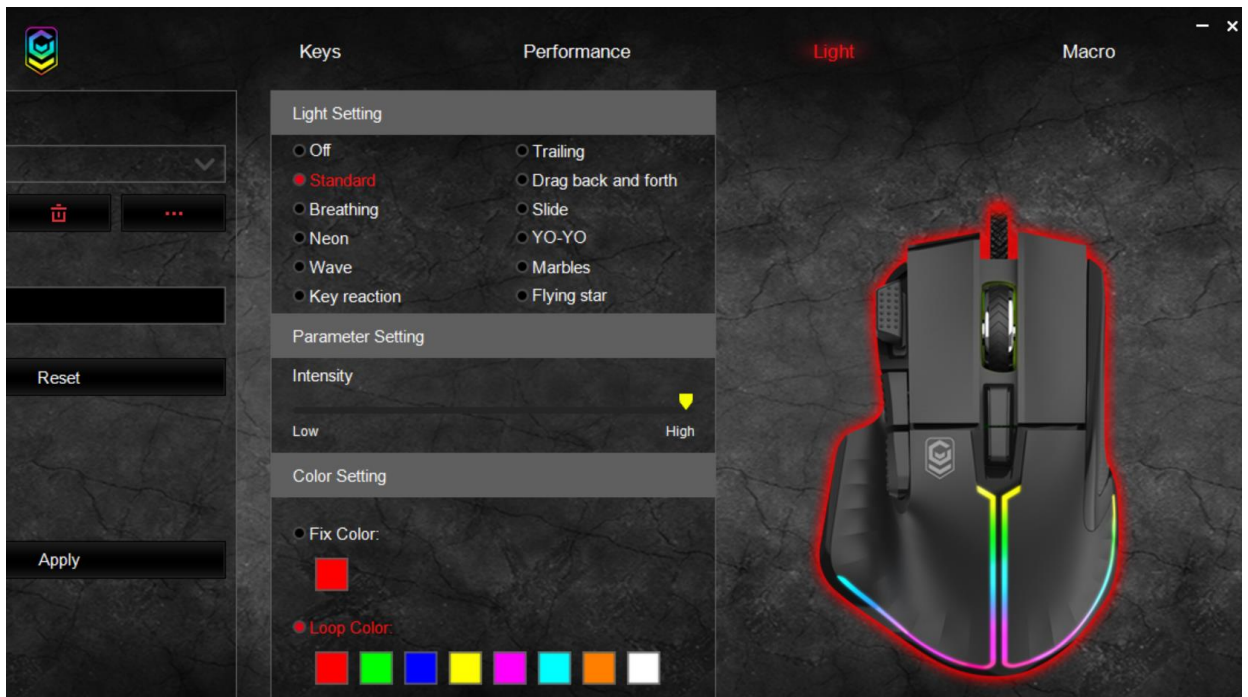 Keys Performance Light Macro
Light Setting
Off Trailing
Standard Drag back and forth
Breathing Slide
Neon YO-YO
Wave Marbles
Key reaction Flying star
Parameter Setting
Reset
Intensity
Low High
Color Setting
Fix Color:
Apply
Loop Color: